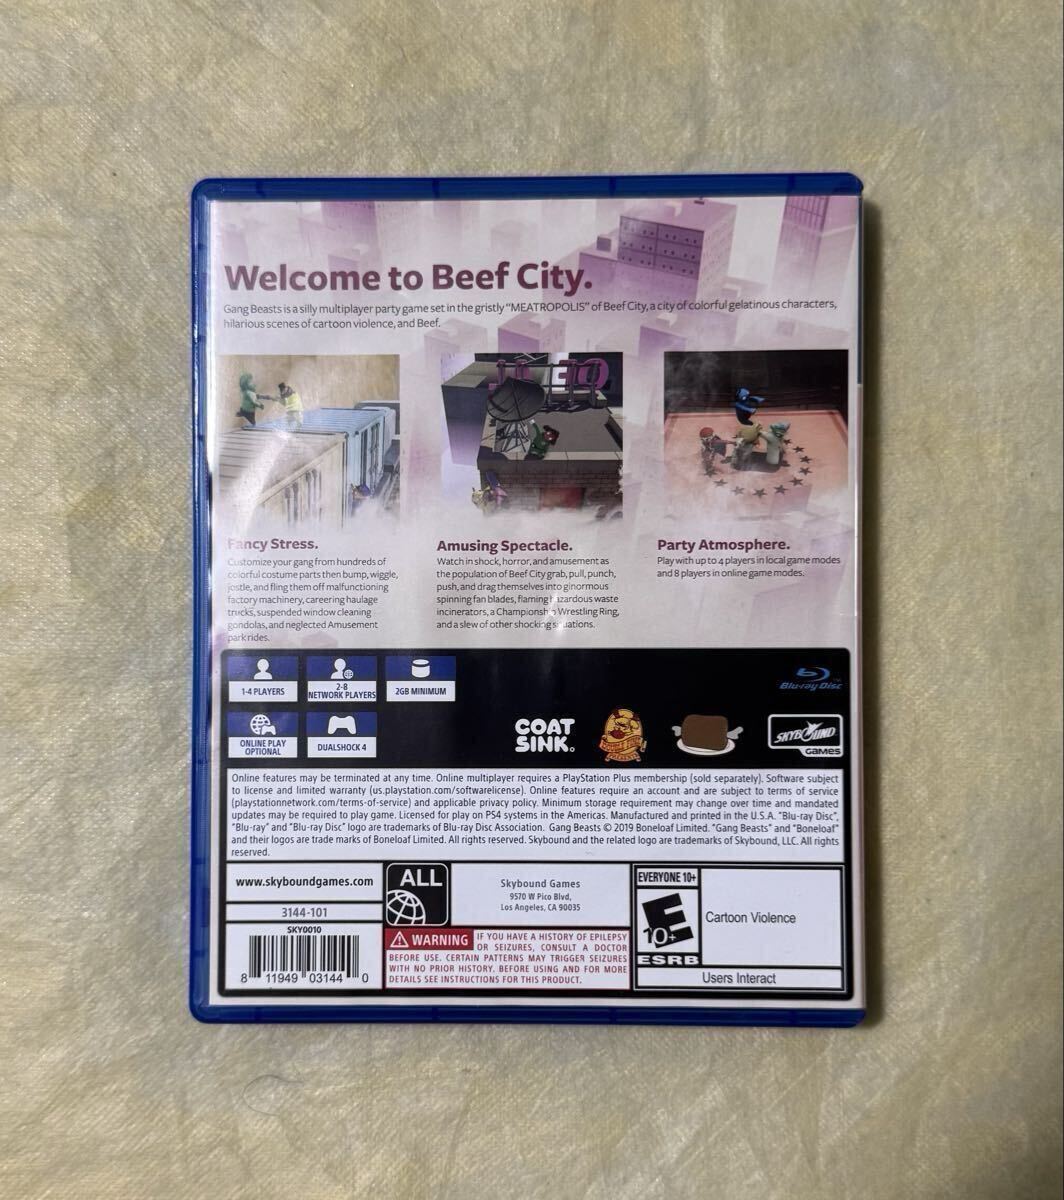 Welcome to Beef City.
Gang Beasts is a silly multiplayer party game set in the gristly "MEATROPOLIS" of Beef City, a city of colorful gelatinous characters,
hilarious scenes of cartoon violence, and Beef.
Fancy Stress.
Customize your gang from hundreds of
colorful costume parts then bump, wiggle,
jostle, and fling them off malfunctioning
factory machinery, careering haulage
trucks, suspended window cleaning
gondolas, and neglected Amusement
park rides.
Amusing Spectacle.
Watch in shock, horror, and amusement as
the population of Beef City grab, pull, punch,
push, and drag themselves into ginormous
spinning fan blades, flaming hazardous waste
incinerators, a Championship Wrestling Ring,
and a slew of other shocking situations.
Party Atmosphere.
Play with up to 4 players in local game modes
and 8 players in online game modes.
1-4 PLAYERS
2-8
NETWORK PLAYERS
2GB MINIMUM
Blu-ray Disc™
ONLINE PLAY
OPTIONAL
DUALSHOCK 4
COAT
SINK®
SKYBOUND
GAMES
Online features may be terminated at any time. Online multiplayer requires a PlayStation Plus membership (sold separately). Software subject
to license and limited warranty (us.playstation.com/softwarelicense). Online features require an account and are subject to terms of service
(playstationnetwork.com/terms-of-service) and applicable privacy policy. Minimum storage requirement may change over time and mandated
updates may be required to play game. Licensed for play on PS4 systems in the Americas. Manufactured and printed in the U.S.A. "Blu-ray Disc",
"Blu-ray" and "Blu-ray Disc" logo are trademarks of Blu-ray Disc Association. Gang Beasts © 2019 Boneloaf Limited. "Gang Beasts" and "Boneloaf"
and their logos are trade marks of Boneloaf Limited. All rights reserved. Skybound and the related logo are trademarks of Skybound, LLC. All rights
reserved.
www.skyboundgames.com
3144-101
SKY0010
8 11949 03144 0
ALL
Skybound Games
9570 W Pico Blvd,
Los Angeles, CA 90035
WARNING IF YOU HAVE A HISTORY OF EPILEPSY
OR SEIZURES, CONSULT A DOCTOR
BEFORE USE. CERTAIN PATTERNS MAY TRIGGER SEIZURES
WITH NO PRIOR HISTORY. BEFORE USING AND FOR MORE
DETAILS SEE INSTRUCTIONS FOR THIS PRODUCT.
EVERYONE 10+
E
10+
ESRB
Cartoon Violence
Users Interact